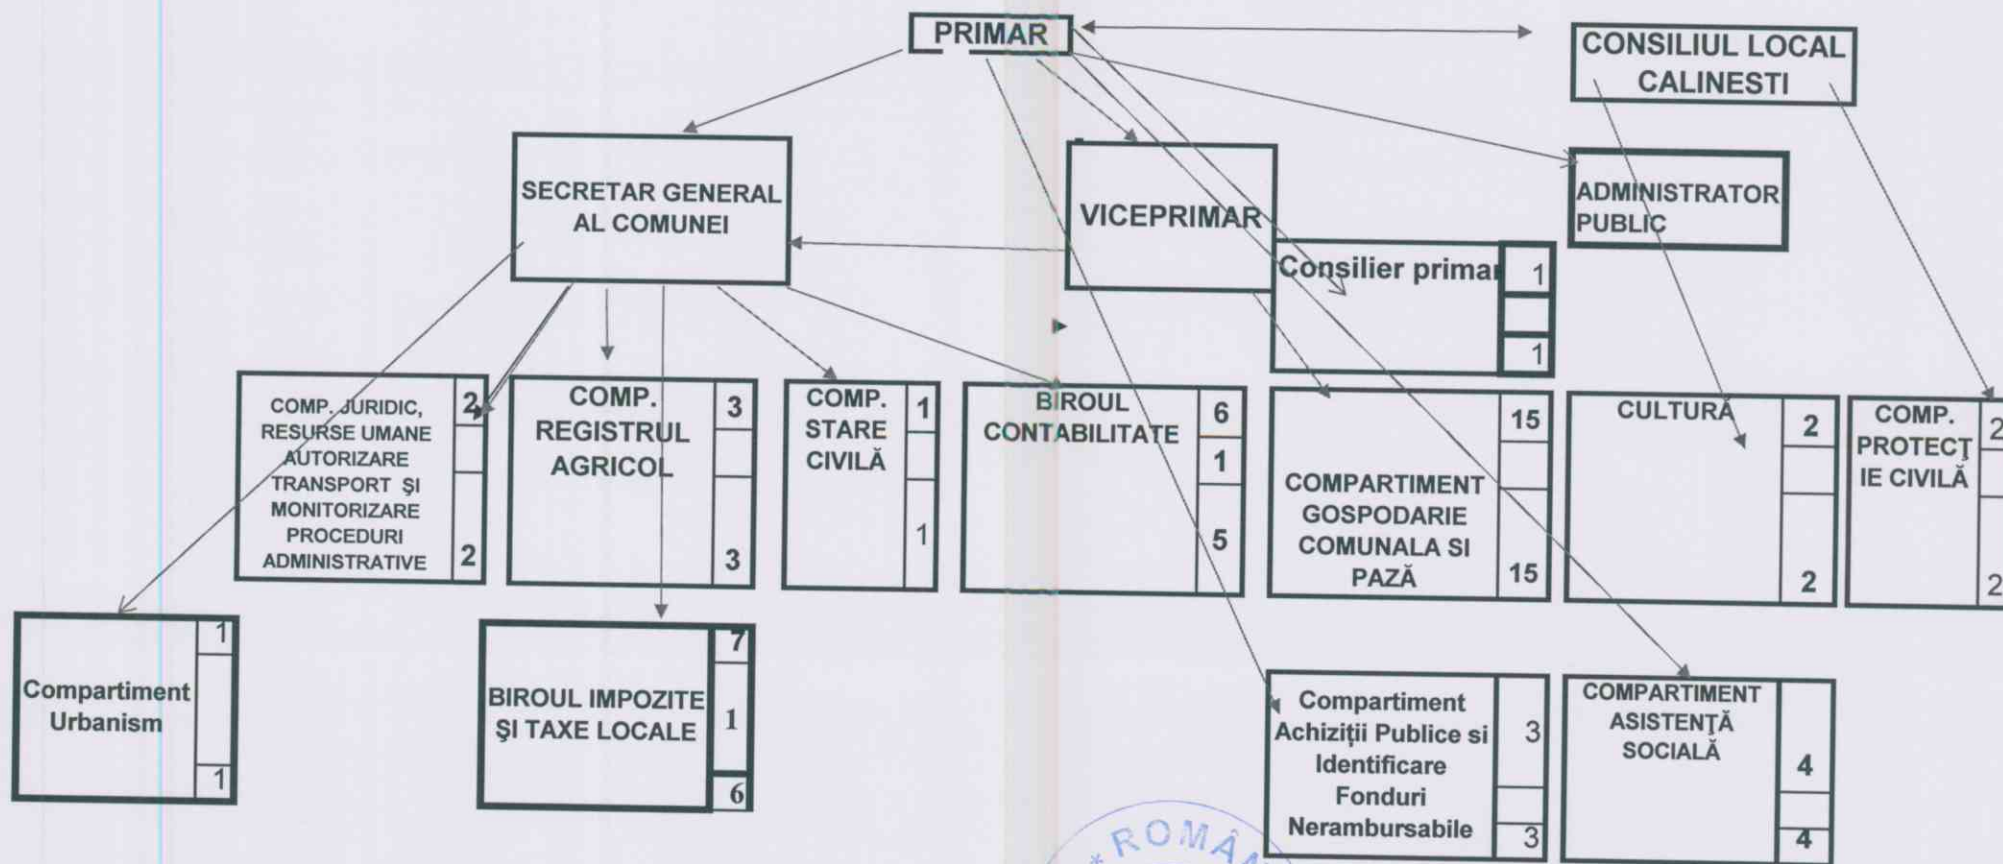 PRIMAR
CONSILIUL LOCAL
CALINESTI
SECRETAR GENERAL
AL COMUNEI
VICEPRIMAR
ADMINISTRATOR
PUBLIC
Consilier primar
1
1
COMP. JURIDIC,
RESURSE UMANE
AUTORIZARE
TRANSPORT ŞI
MONITORIZARE
PROCEDURI
ADMINISTRATIVE
2
2
COMP.
REGISTRUL
AGRICOL
3
3
COMP.
STARE
CIVILĂ
1
1
BIROUL
CONTABILITATE
6
1
5
COMPARTIMENT
GOSPODARIE
COMUNALA SI
PAZĂ
15
15
CULTURĂ
2
2
COMP.
PROTECŢ
IE CIVILĂ
2
2
Compartiment
Urbanism
1
1
BIROUL IMPOZITE
ŞI TAXE LOCALE
7
1
6
Compartiment
Achiziții Publice si
Identificare
Fonduri
Nerambursabile
3
3
COMPARTIMENT
ASISTENŢĂ
SOCIALĂ
4
4
* ROMÂN